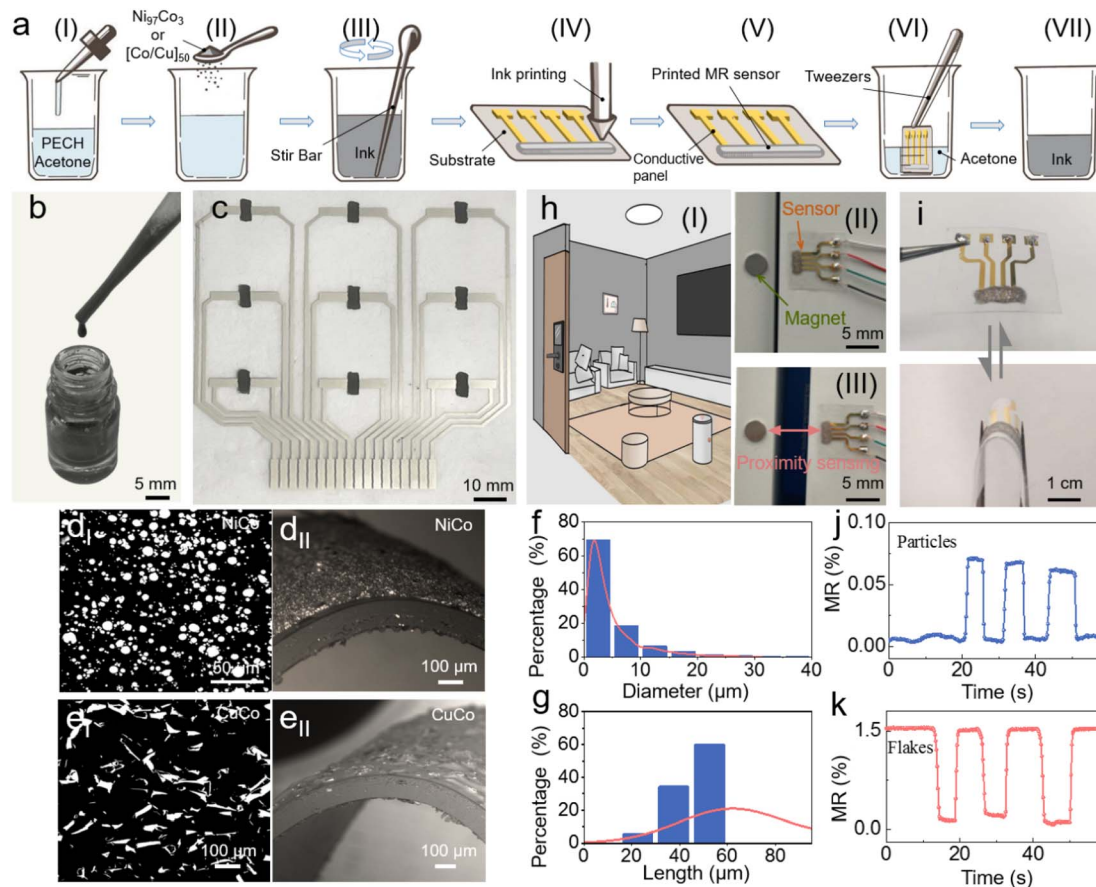 a
(I)
(II)
(III)
(IV)
(V)
(VI)
(VII)
Ni₉₇Co₃
or
[Co/Cu]₅₀
PECH
Acetone
Stir Bar
Ink
Ink printing
Substrate
Printed MR sensor
Conductive
panel
Tweezers
Acetone
Ink
b
5 mm
c
10 mm
h
(I)
(II)
Sensor
Magnet
5 mm
(III)
Proximity sensing
5 mm
i
1 cm
dI
NiCo
50 μm
dII
NiCo
100 μm
eI
CuCo
100 μm
eII
CuCo
100 μm
f
Percentage (%)
80
60
40
20
0
0 10 20 30 40
Diameter (μm)
g
Percentage (%)
80
60
40
20
0
0 20 40 60 80
Length (μm)
j
Particles
MR (%)
0.10
0.05
0.00
0 20 40
Time (s)
k
Flakes
MR (%)
1.5
0.0
0 20 40
Time (s)